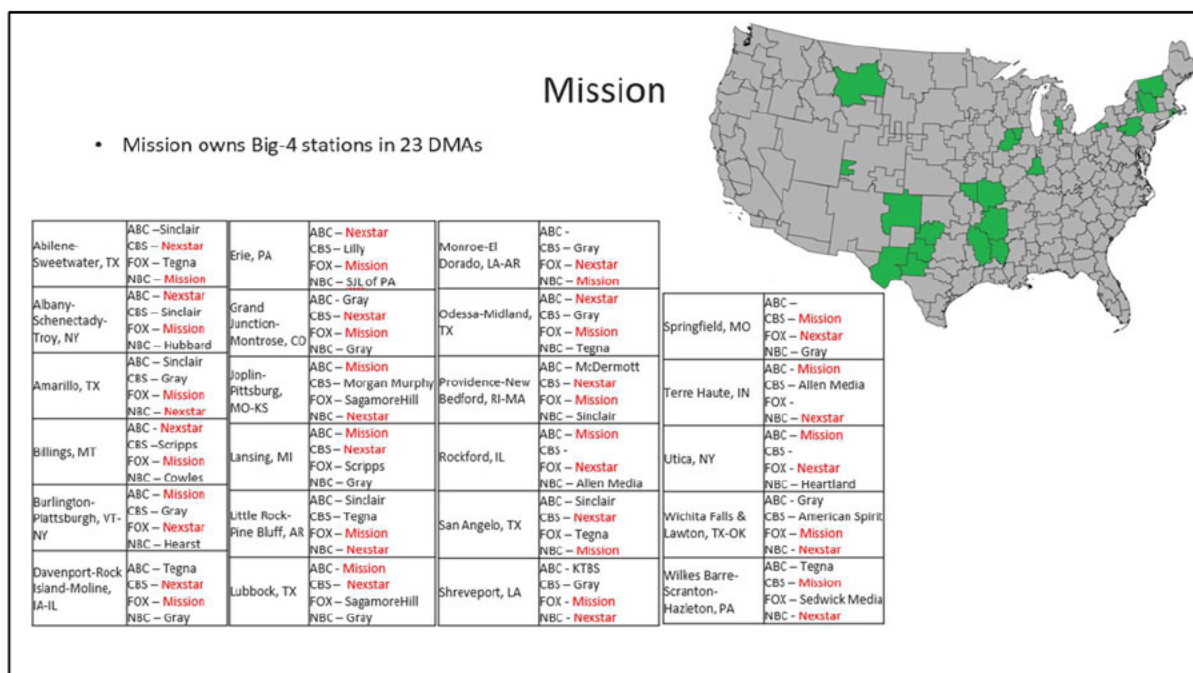 Mission
• Mission owns Big-4 stations in 23 DMAs
Abilene-
Sweetwater, TX
ABC –Sinclair
CBS – Nexstar
FOX – Tegna
NBC – Mission
Albany-
Schenectady-
Troy, NY
ABC – Nexstar
CBS – Sinclair
FOX – Mission
NBC – Hubbard
Amarillo, TX
ABC – Sinclair
CBS – Gray
FOX – Mission
NBC – Nexstar
Billings, MT
ABC - Nexstar
CBS –Scripps
FOX – Mission
NBC – Cowles
Burlington-
Plattsburgh, VT-
NY
ABC – Mission
CBS – Gray
FOX – Nexstar
NBC – Hearst
Davenport-Rock
Island-Moline,
IA-IL
ABC – Tegna
CBS – Nexstar
FOX – Mission
NBC – Gray
Erie, PA
ABC – Nexstar
CBS – Lilly
FOX – Mission
NBC – SJL of PA
Grand
Junction-
Montrose, CO
ABC - Gray
CBS – Nexstar
FOX – Mission
NBC – Gray
Joplin-
Pittsburg,
MO-KS
ABC – Mission
CBS – Morgan Murphy
FOX – SagamoreHill
NBC – Nexstar
Lansing, MI
ABC – Mission
CBS – Nexstar
FOX – Scripps
NBC – Gray
Little Rock-
Pine Bluff, AR
ABC – Sinclair
CBS – Tegna
FOX – Mission
NBC – Nexstar
Lubbock, TX
ABC - Mission
CBS – Nexstar
FOX – SagamoreHill
NBC – Gray
Monroe-El
Dorado, LA-AR
ABC -
CBS – Gray
FOX – Nexstar
NBC – Mission
Odessa-Midland,
TX
ABC – Nexstar
CBS – Gray
FOX – Mission
NBC – Tegna
Providence-New
Bedford, RI-MA
ABC – McDermott
CBS – Nexstar
FOX – Mission
NBC – Sinclair
Rockford, IL
ABC – Mission
CBS -
FOX – Nexstar
NBC – Allen Media
San Angelo, TX
ABC – Sinclair
CBS – Nexstar
FOX – Tegna
NBC – Mission
Shreveport, LA
ABC - KTBS
CBS – Gray
FOX - Mission
NBC - Nexstar
Springfield, MO
ABC –
CBS – Mission
FOX – Nexstar
NBC – Gray
Terre Haute, IN
ABC - Mission
CBS – Allen Media
FOX -
NBC – Nexstar
Utica, NY
ABC – Mission
CBS -
FOX - Nexstar
NBC – Heartland
Wichita Falls &
Lawton, TX-OK
ABC - Gray
CBS – American Spirit
FOX – Mission
NBC - Nexstar
Wilkes Barre-
Scranton-
Hazleton, PA
ABC – Tegna
CBS – Mission
FOX – Sedwick Media
NBC - Nexstar